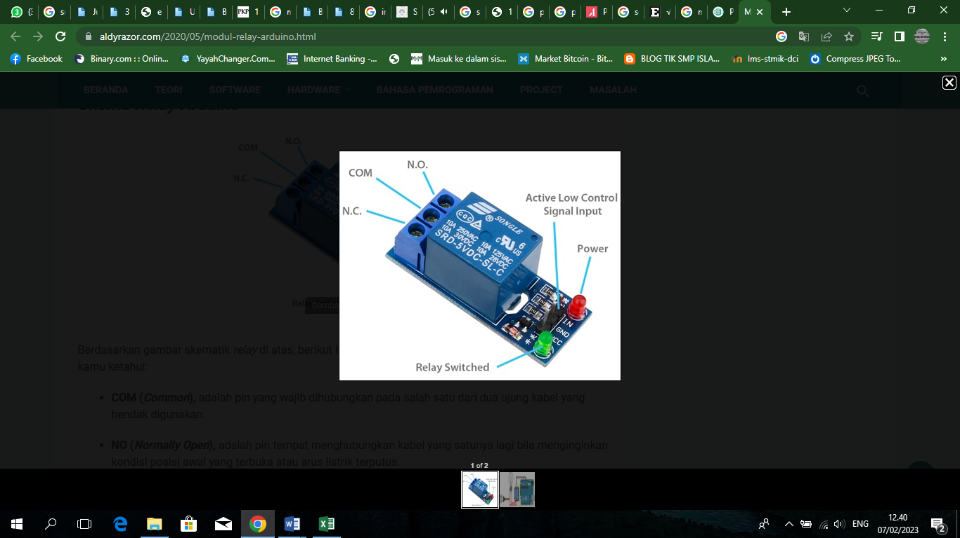 aldyrazor.com/2020/05/modul-relay-arduino.html
Facebook
Binary.com : : Onlin...
YayahChanger.Com...
Internet Banking -...
Masuk ke dalam sis...
Market Bitcoin - Bit...
BLOG TIK SMP ISLA...
lms-stmik-dci
Compress JPEG To...
»
BERANDA
TEORI
SOFTWARE
HARDWARE
BAHASA PEMROGRAMAN
PROJECT
MASALAH
N.O.
COM
N.C.
Active Low Control
Signal Input
Power
SONGLE
10A 250VAC 10A 125VAC
10A 30VDC 10A 28VDC
SRD-5VDC-SL-C
IN
GND
VCC
Relay Switched
Berdasarkan gambar skematik relay di atas, berikut
kamu ketahui:
• COM (Common), adalah pin yang wajib dihubungkan pada salah satu dari dua ujung kabel yang
hendak digunakan.
• NO (Normally Open), adalah pin tempat menghubungkan kabel yang satunya lagi bila menginginkan
kondisi posisi awal yang terbuka atau arus listrik terputus.
1 of 2
ENG
12.40
07/02/2023
2